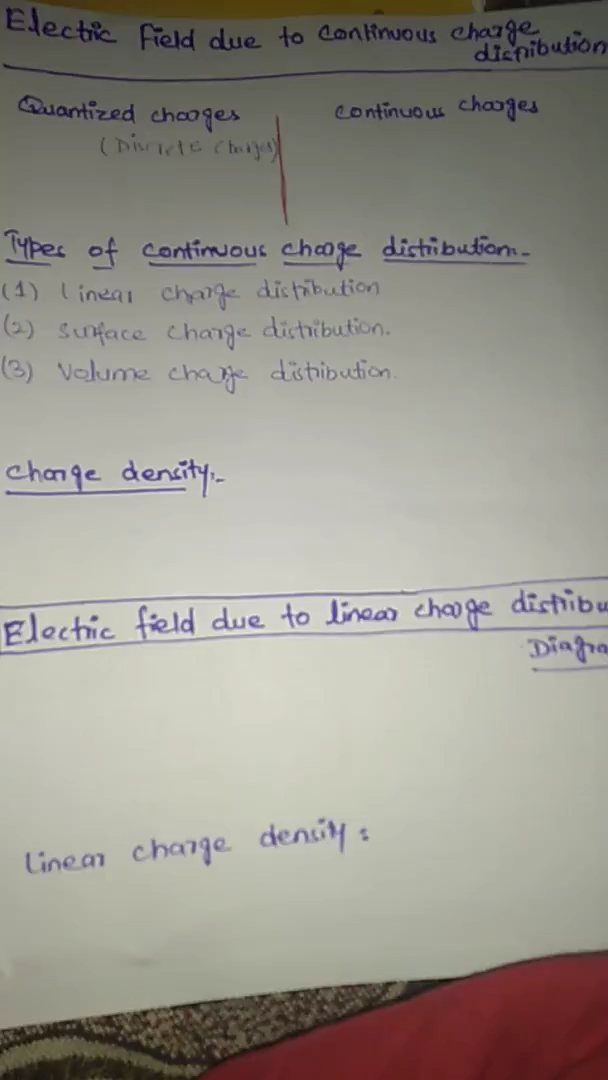 Electric field due to continuous charge
distribution
Quantized charges
continuous charges
(Discrete charges)
Types of continuous charge distribution:-
(1) linear charge distribution
(2) surface charge distribution.
(3) Volume charge distribution.
charge density:-
Electric field due to linear charge distribu
Diagra
linear charge density: